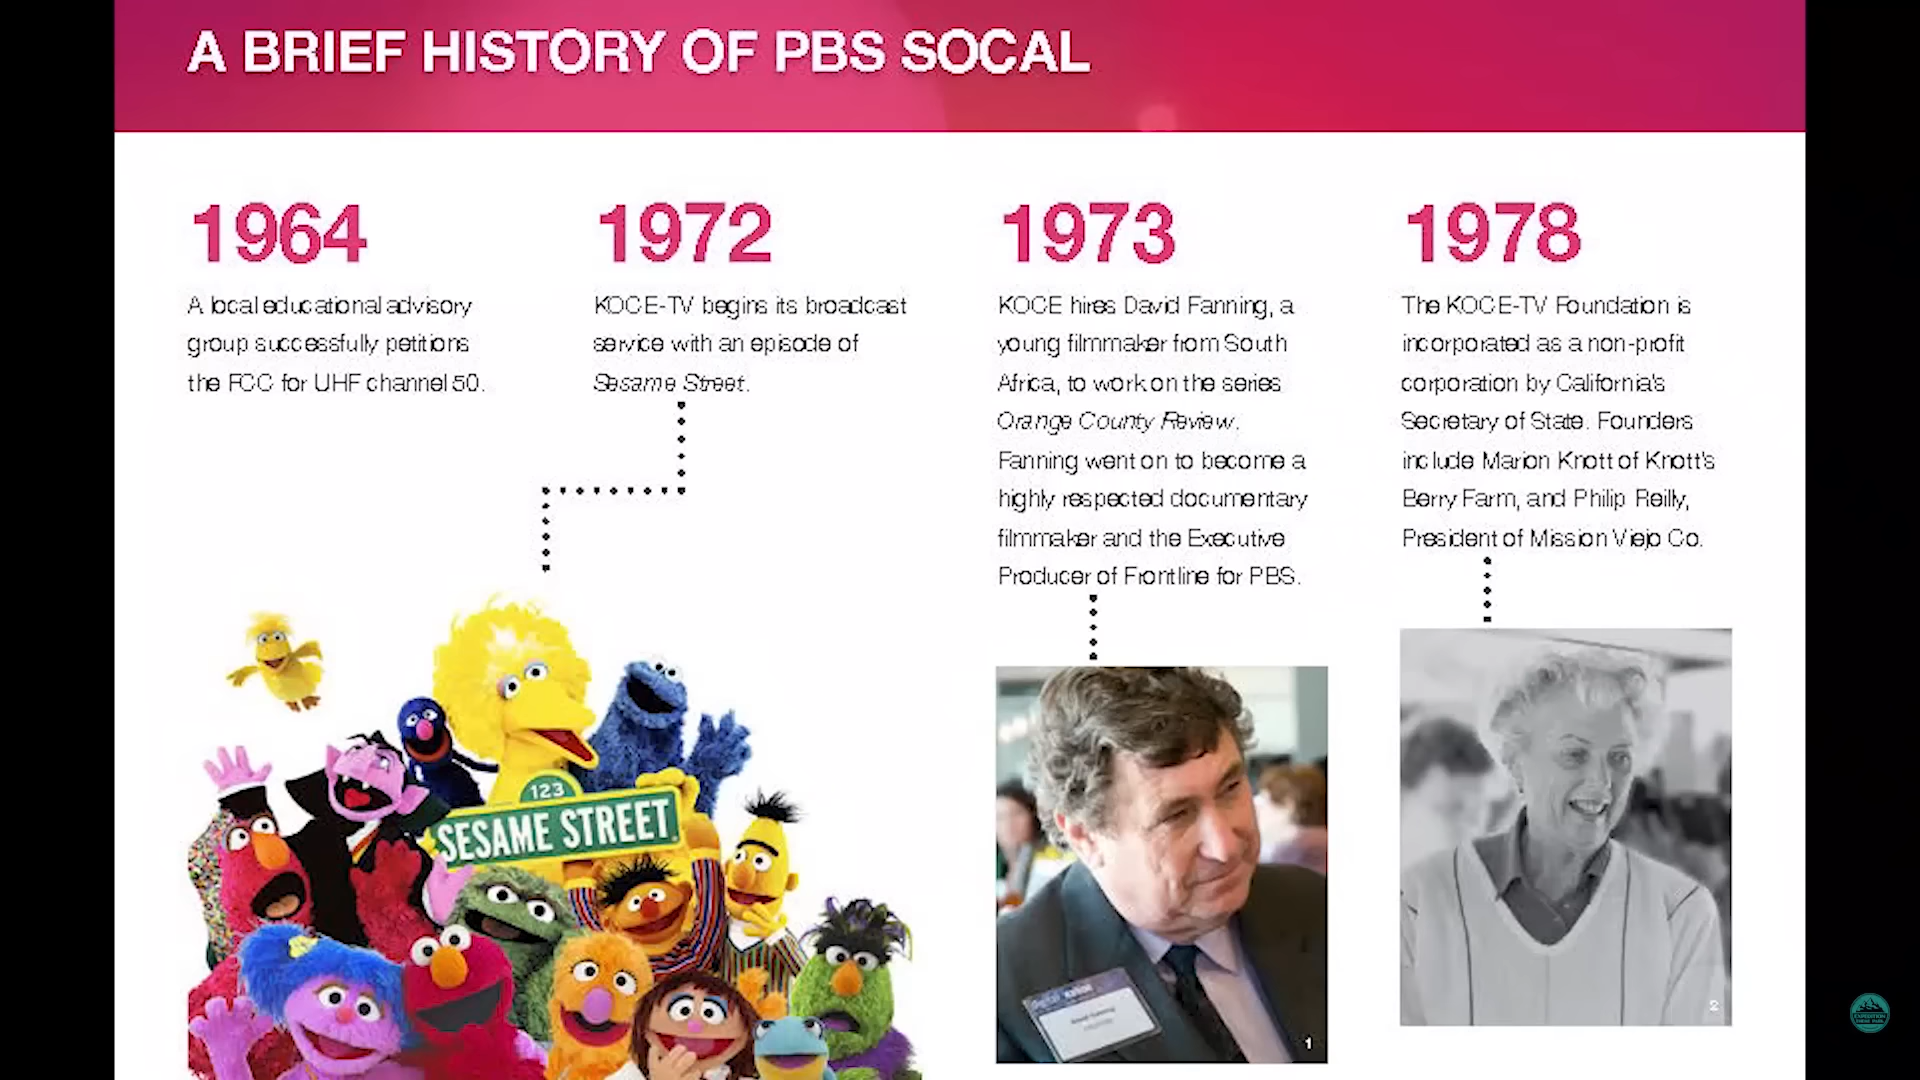 A BRIEF HISTORY OF PBS SOCAL
1964
A local educational advisory
group successfully petitions
the FCC for UHF channel 50.
1972
KOCE-TV begins its broadcast
service with an episode of
Sesame Street.
1973
KOCE hires David Fanning, a
young filmmaker from South
Africa, to work on the series
Orange County Review.
Fanning went on to become a
highly respected documentary
filmmaker and the Executive
Producer of Frontline for PBS.
1978
The KOCE-TV Foundation is
incorporated as a non-profit
corporation by California's
Secretary of State. Founders
include Marion Knott of Knott's
Berry Farm, and Philip Reilly,
President of Mission Viejo Co.
123
SESAME STREET
1
2
EXPEDITION
THEME PARK